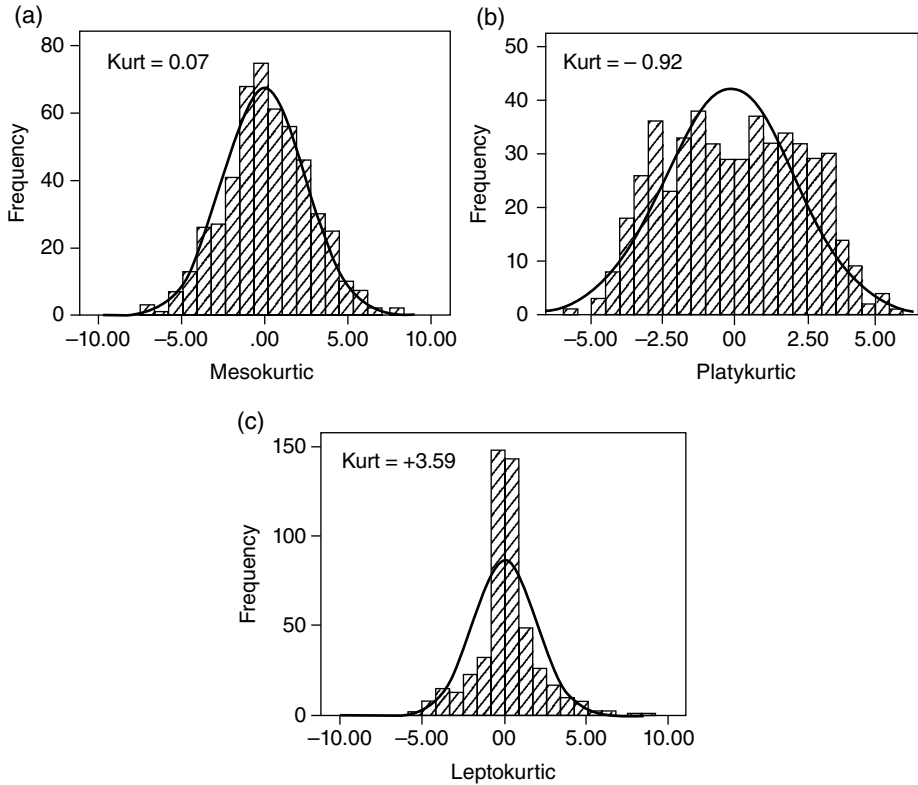 (a)
Kurt = 0.07
Frequency
80
60
40
20
0
–10.00 –5.00 0.00 5.00 10.00
Mesokurtic
(b)
Kurt = – 0.92
Frequency
50
40
30
20
10
0
–5.00 –2.50 00 2.50 5.00
Platykurtic
(c)
Kurt = +3.59
Frequency
150
100
50
0
–10.00 –5.00 00 5.00 10.00
Leptokurtic